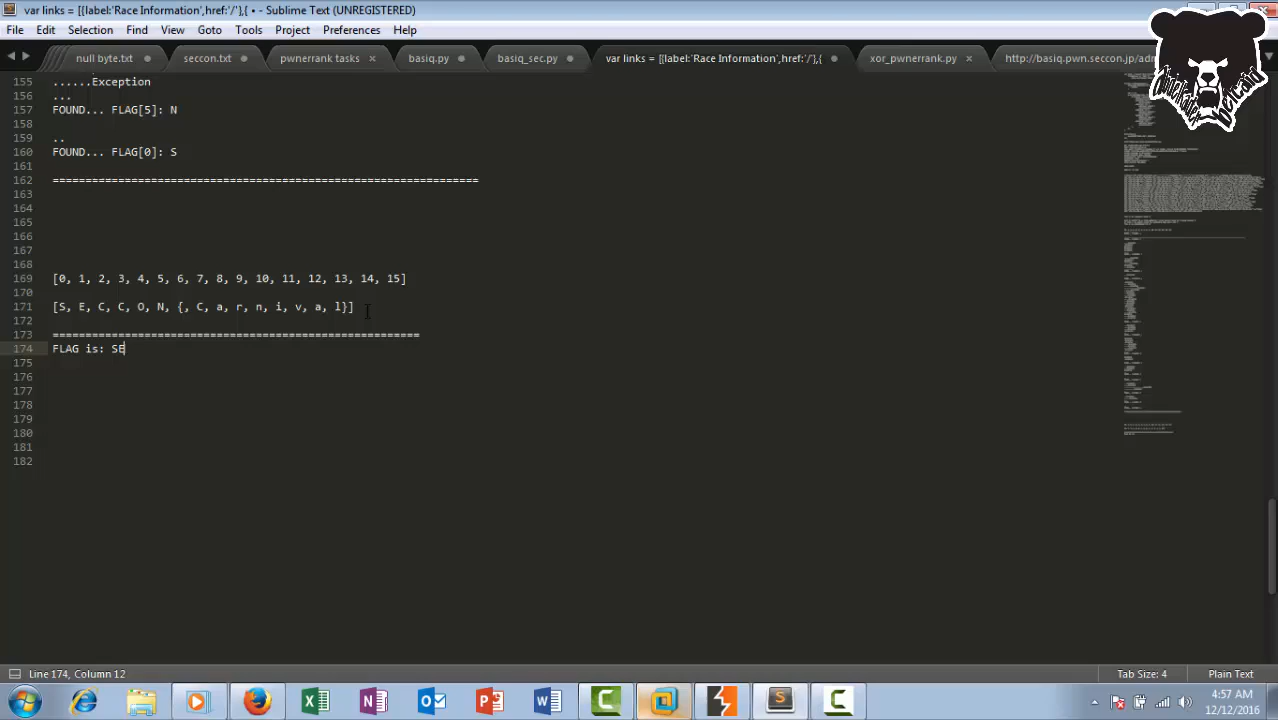 var links = [[{label:'Race Information',href:'/'},{ • - Sublime Text (UNREGISTERED)
File Edit Selection Find View Goto Tools Project Preferences Help
null byte.txt seccon.txt pwnerrank tasks basiq.py basiq_sec.py var links = [[{label:'Race Information',href:'/'},{ xor_pwnerrank.py http://basiq.pwn.seccon.jp/adm
155 ......Exception
156 ...
157 FOUND... FLAG[5]: N
158
159 ..
160 FOUND... FLAG[0]: S
161
162 =================================================================
163
164
165
166
167
168
169 [0, 1, 2, 3, 4, 5, 6, 7, 8, 9, 10, 11, 12, 13, 14, 15]
170
171 [S, E, C, C, O, N, {, C, a, r, n, i, v, a, l}]
172
173 ========================================================
174 FLAG is: SE
175
176
177
178
179
180
181
182
Line 174, Column 12
Tab Size: 4
Plain Text
4:57 AM
12/12/2016